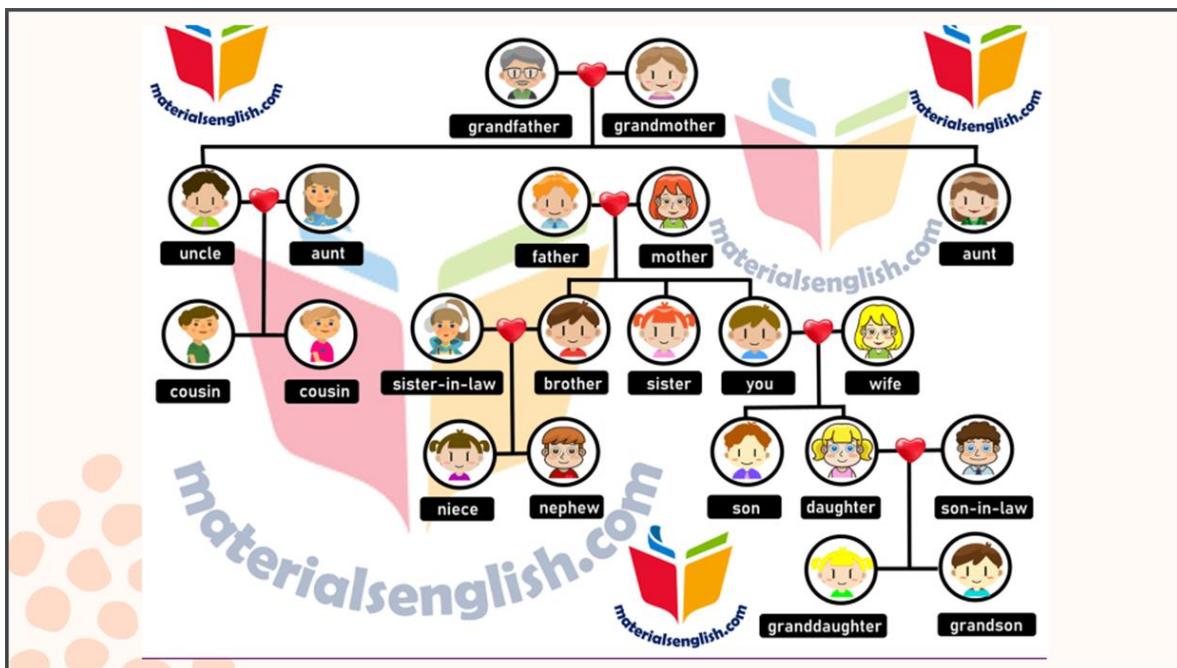 materialsenglish.com
materialsenglish.com
grandfather
grandmother
materialsenglish.com
uncle
aunt
father
mother
aunt
cousin
cousin
sister-in-law
brother
sister
you
wife
niece
nephew
son
daughter
son-in-law
materialsenglish.com
materialsenglish.com
granddaughter
grandson